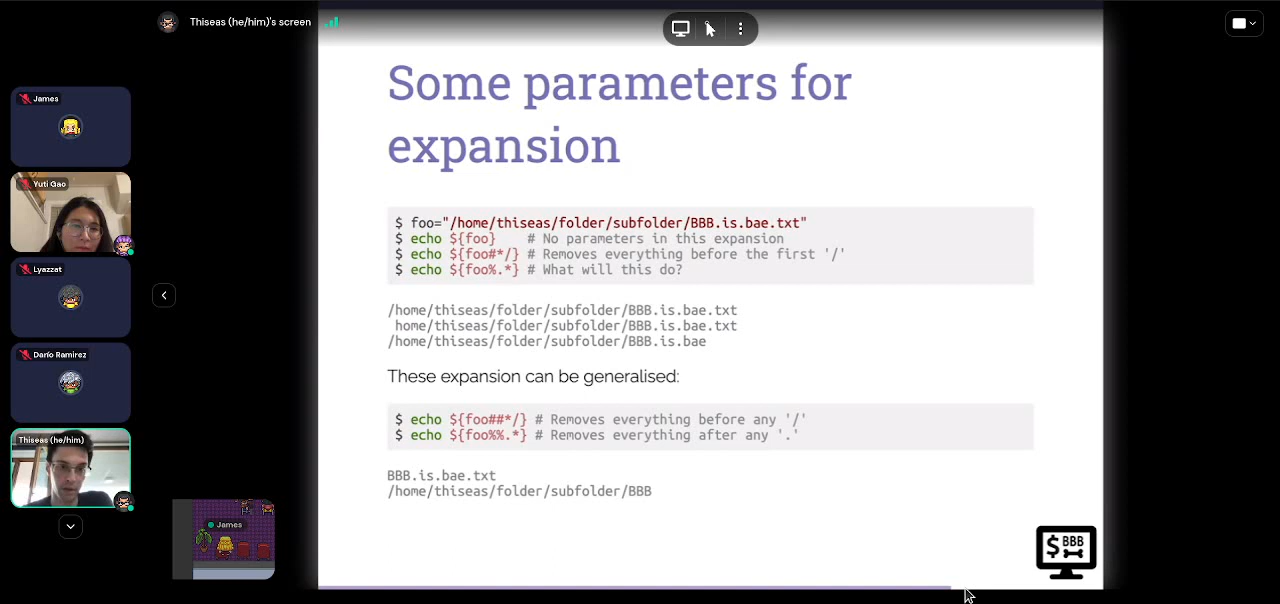 Thiseas (he/him)'s screen
James
Yuti Gao
Lyazzat
Darío Ramirez
Thiseas (he/him)
James
Some parameters for
expansion
$ foo="/home/thiseas/folder/subfolder/BBB.is.bae.txt"
$ echo ${foo} # No parameters in this expansion
$ echo ${foo#*/} # Removes everything before the first '/'
$ echo ${foo%.*} # What will this do?
/home/thiseas/folder/subfolder/BBB.is.bae.txt
home/thiseas/folder/subfolder/BBB.is.bae.txt
/home/thiseas/folder/subfolder/BBB.is.bae
These expansion can be generalised:
$ echo ${foo##*/} # Removes everything before any '/'
$ echo ${foo%%.*} # Removes everything after any '.'
BBB.is.bae.txt
/home/thiseas/folder/subfolder/BBB
$ BBB